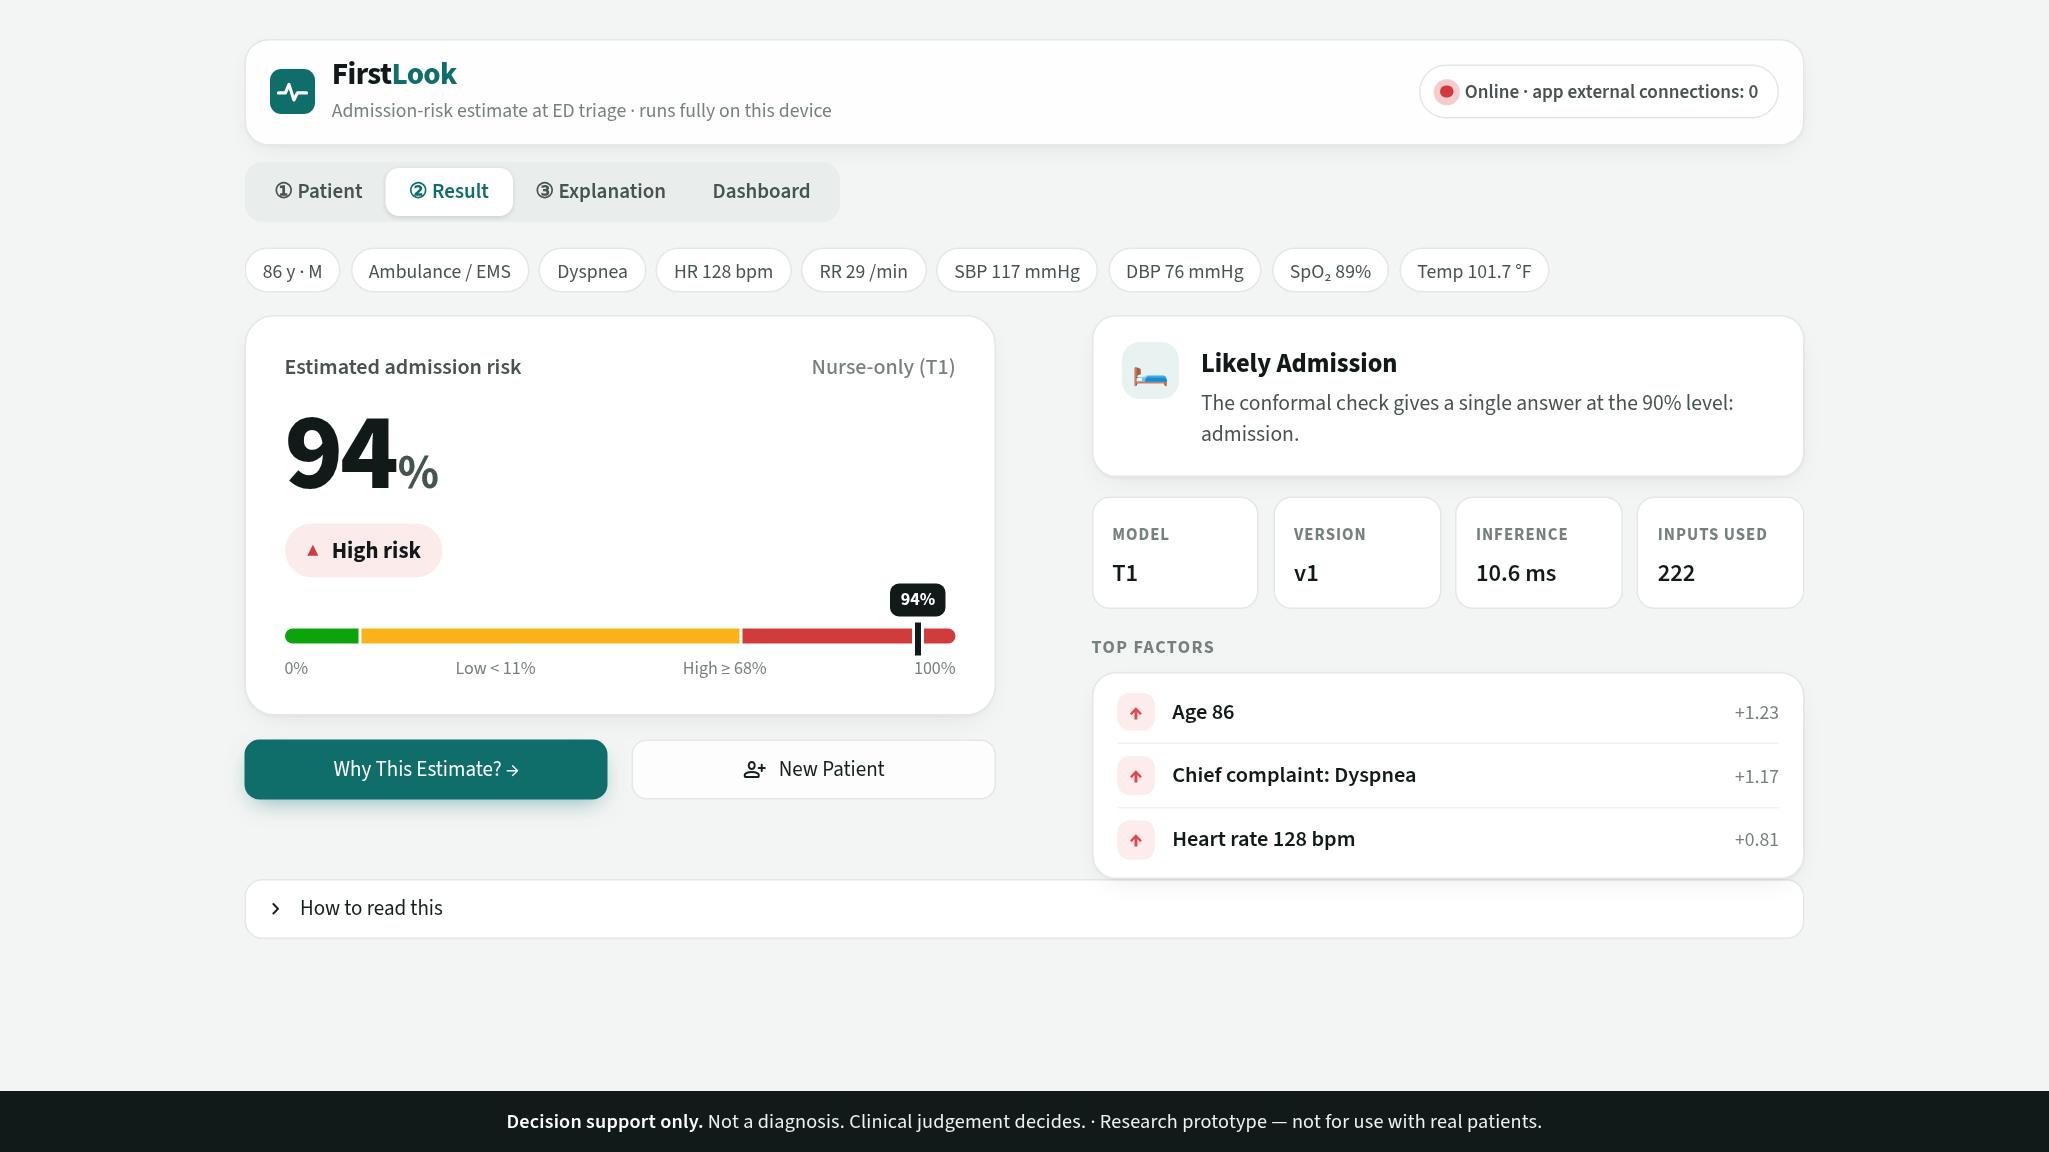 FirstLook
Admission-risk estimate at ED triage · runs fully on this device
Online · app external connections: 0
① Patient
② Result
③ Explanation
Dashboard
86 y · M
Ambulance / EMS
Dyspnea
HR 128 bpm
RR 29 /min
SBP 117 mmHg
DBP 76 mmHg
SpO₂ 89%
Temp 101.7 °F
Estimated admission risk
Nurse-only (T1)
94%
▲ High risk
94%
0%
Low < 11%
High ≥ 68%
100%
Why This Estimate? →
New Patient
Likely Admission
The conformal check gives a single answer at the 90% level:
admission.
MODEL
T1
VERSION
v1
INFERENCE
10.6 ms
INPUTS USED
222
TOP FACTORS
Age 86
+1.23
Chief complaint: Dyspnea
+1.17
Heart rate 128 bpm
+0.81
How to read this
Decision support only. Not a diagnosis. Clinical judgement decides. · Research prototype — not for use with real patients.